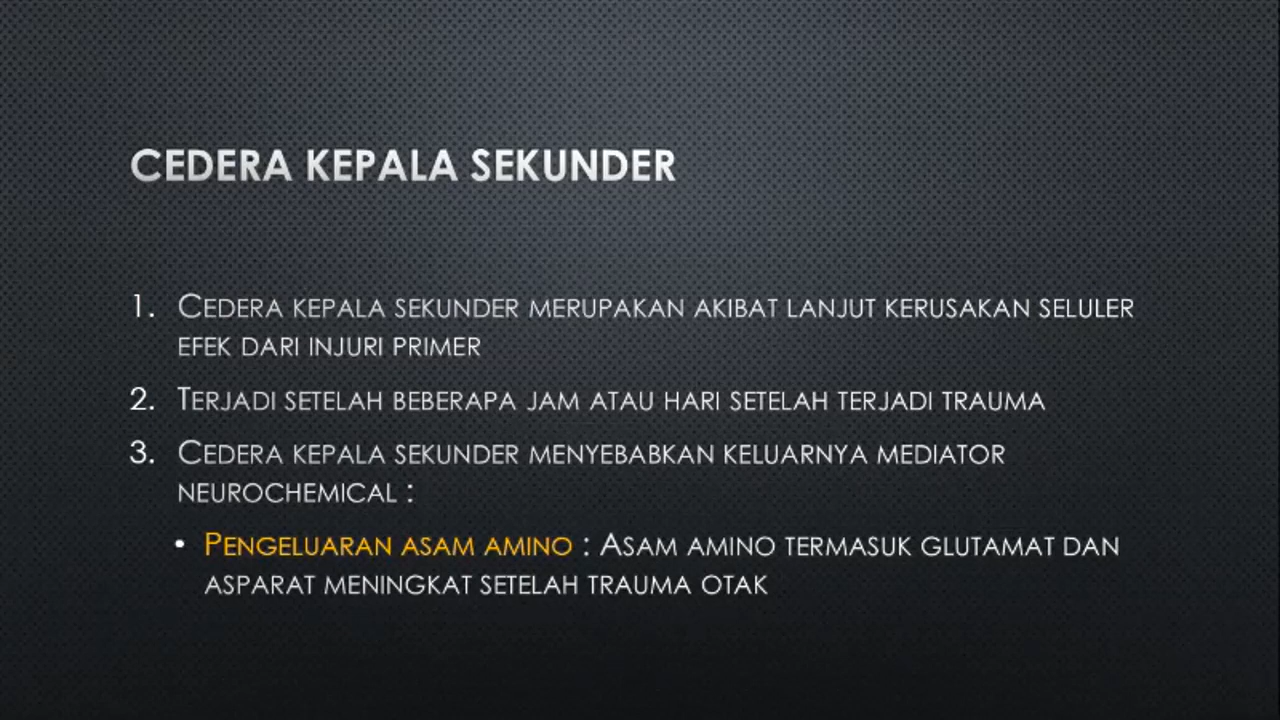 CEDERA KEPALA SEKUNDER
1. CEDERA KEPALA SEKUNDER MERUPAKAN AKIBAT LANJUT KERUSAKAN SELULER
EFEK DARI INJURI PRIMER
2. TERJADI SETELAH BEBERAPA JAM ATAU HARI SETELAH TERJADI TRAUMA
3. CEDERA KEPALA SEKUNDER MENYEBABKAN KELUARNYA MEDIATOR
NEUROCHEMICAL :
• PENGELUARAN ASAM AMINO : ASAM AMINO TERMASUK GLUTAMAT DAN
ASPARAT MENINGKAT SETELAH TRAUMA OTAK